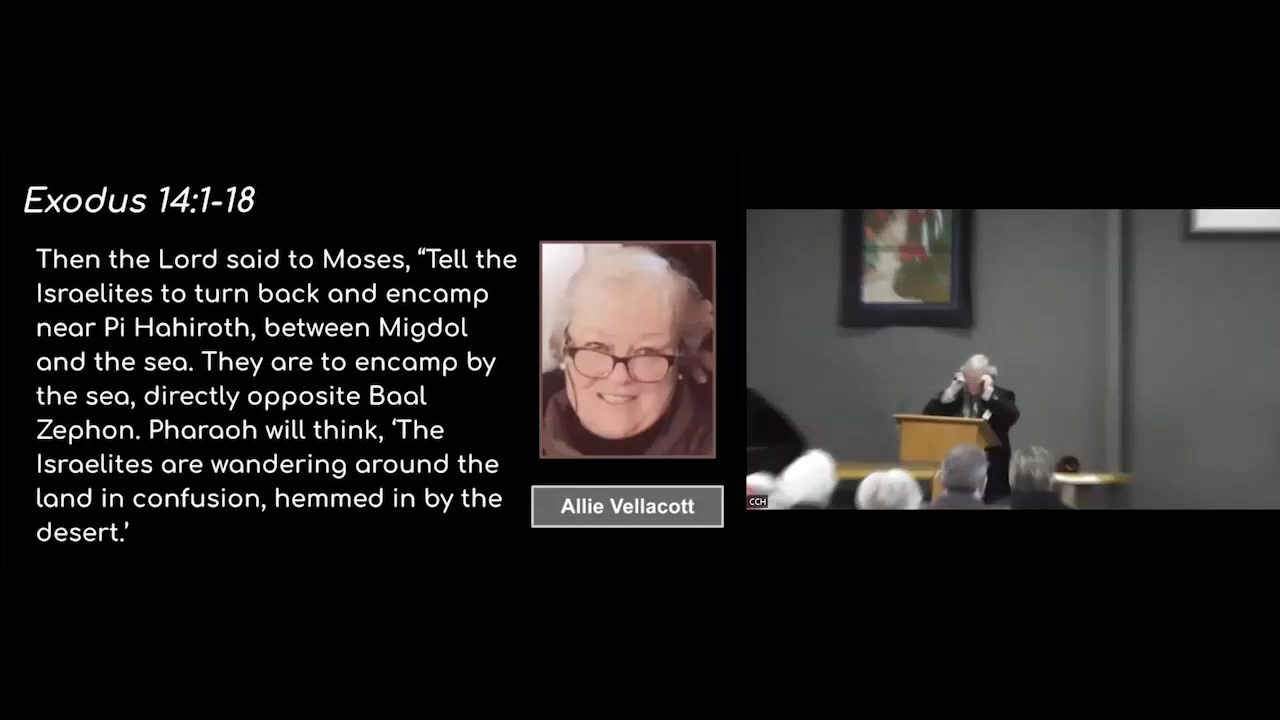 Exodus 14:1-18
Then the Lord said to Moses, “Tell the
Israelites to turn back and encamp
near Pi Hahiroth, between Migdol
and the sea. They are to encamp by
the sea, directly opposite Baal
Zephon. Pharaoh will think, ‘The
Israelites are wandering around the
land in confusion, hemmed in by the
desert.’
Allie Vellacott
CCH